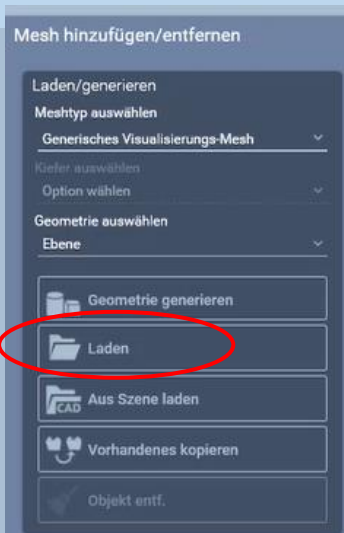 Mesh hinzufügen/entfernen
Laden/generieren
Meshtyp auswählen
Generisches Visualisierungs-Mesh
Kiefer auswählen
Option wählen
Geometrie auswählen
Ebene
Geometrie generieren
Laden
CAD
Aus Szene laden
Vorhandenes kopieren
Objekt entf.